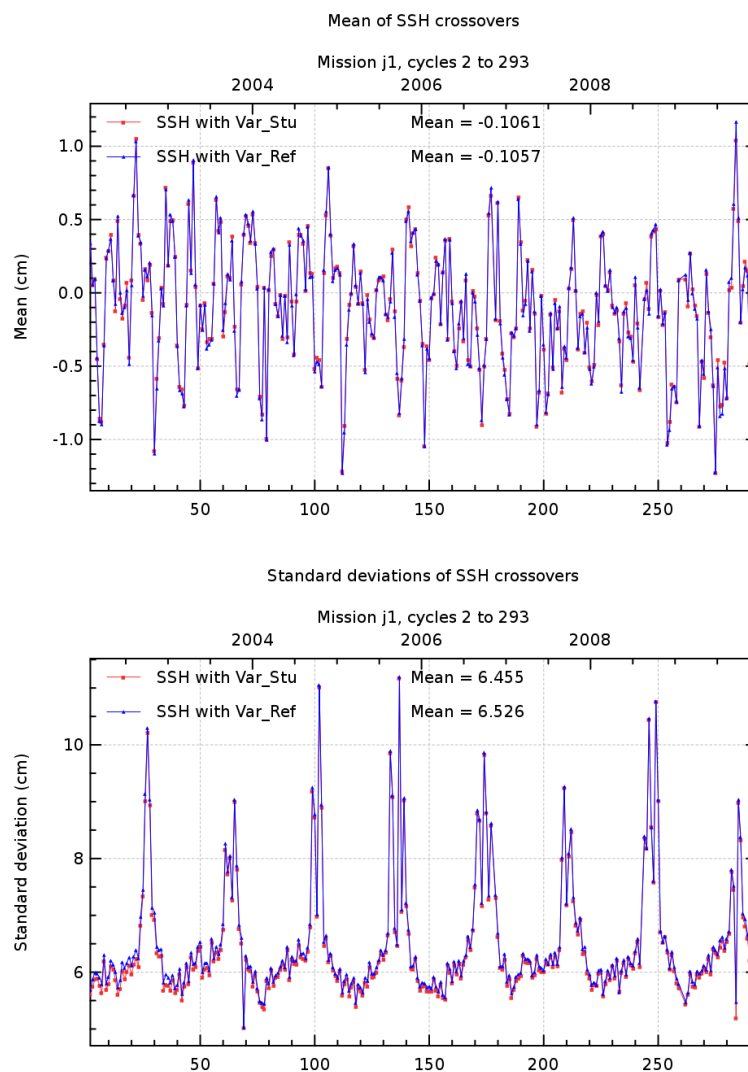 Mean of SSH crossovers
Mission j1, cycles 2 to 293
2004 2006 2008
SSH with Var_Stu Mean = -0.1061
SSH with Var_Ref Mean = -0.1057
1.0
0.5
0.0
-0.5
-1.0
Mean (cm)
50 100 150 200 250
Standard deviations of SSH crossovers
Mission j1, cycles 2 to 293
2004 2006 2008
SSH with Var_Stu Mean = 6.455
SSH with Var_Ref Mean = 6.526
10
8
6
Standard deviation (cm)
50 100 150 200 250